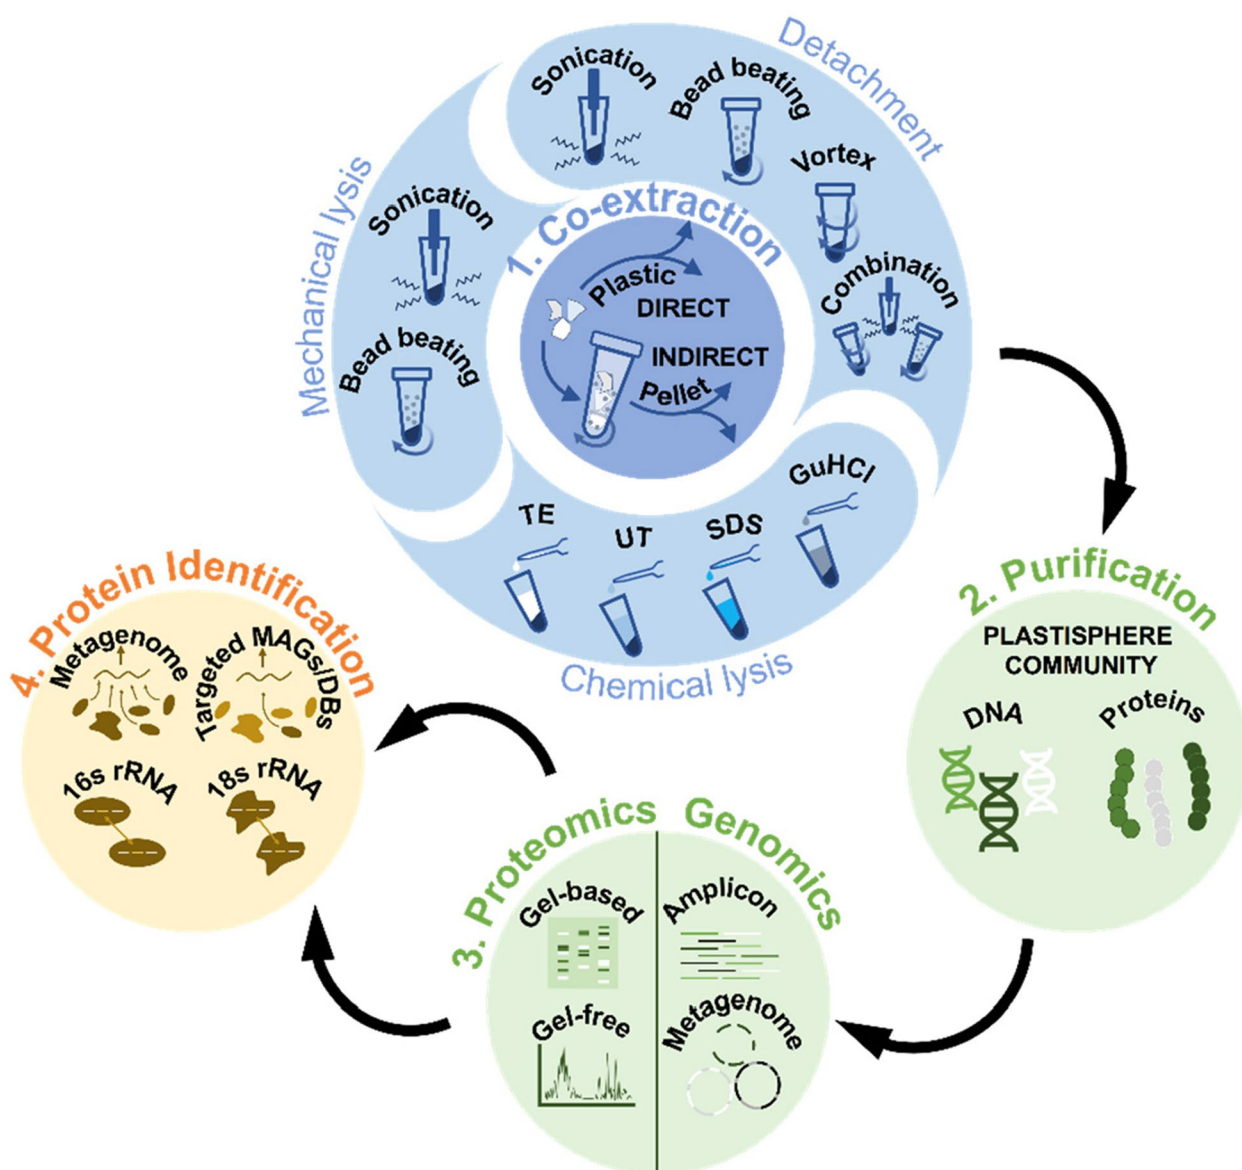 Detachment
Sonication
Bead beating
Vortex
Combination
Mechanical lysis
Sonication
Bead beating
1. Co-extraction
Plastic
DIRECT
INDIRECT
Pellet
TE
UT
SDS
GuHCl
Chemical lysis
2. Purification
PLASTISPHERE
COMMUNITY
DNA
Proteins
3. Proteomics
Genomics
Gel-based
Amplicon
Gel-free
Metagenome
4. Protein Identification
Metagenome
Targeted MAGs/DBs
16s rRNA
18s rRNA